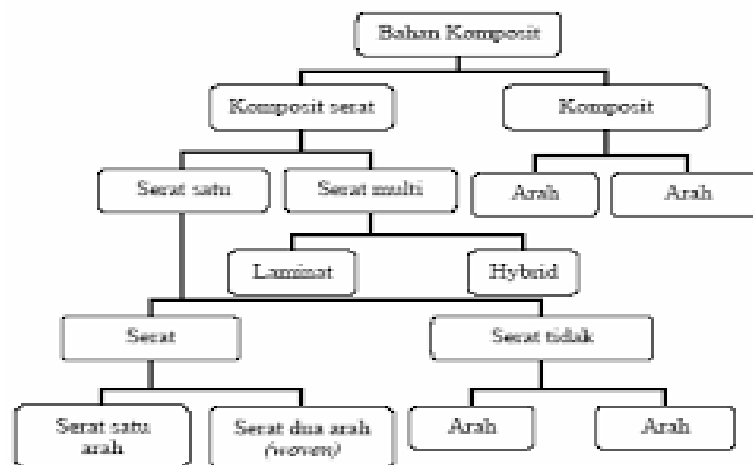 Bahan Komposit
Komposit serat
Komposit
Serat satu
Serat multi
Arah
Arah
Laminat
Hybrid
Serat
Serat tidak
Serat satu
arah
Serat dua arah
(woven)
Arah
Arah